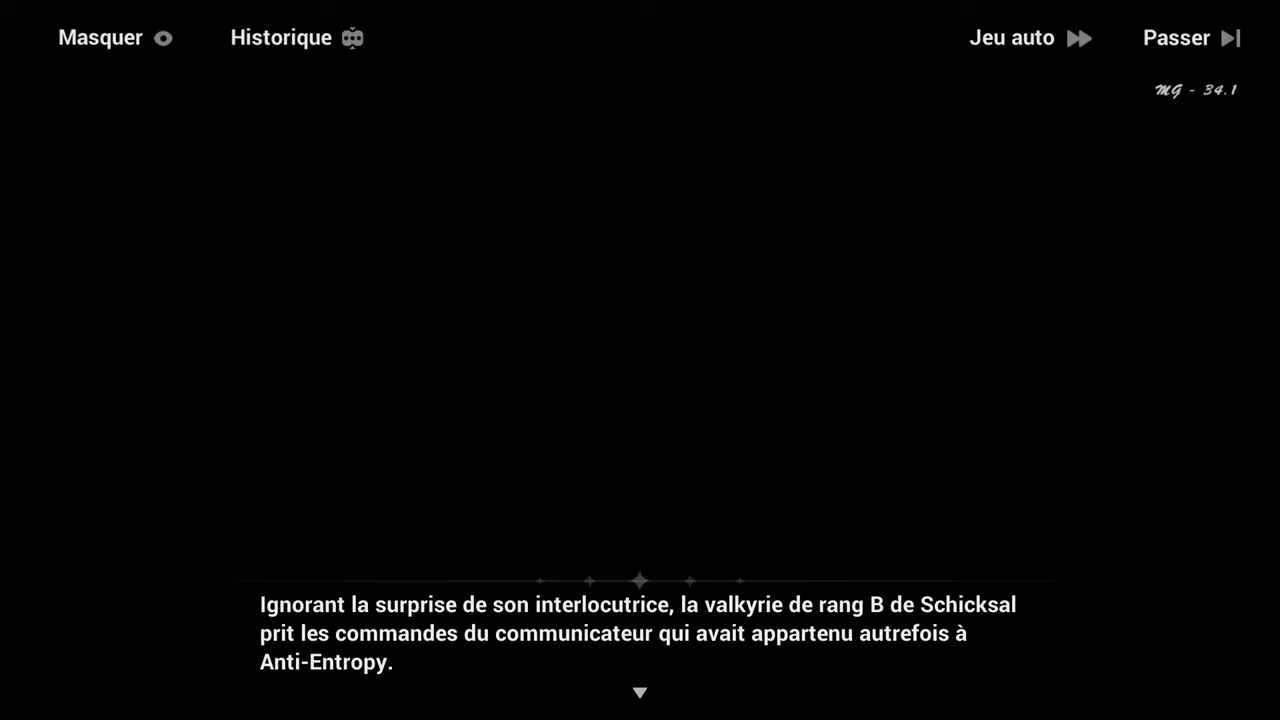 Masquer
Historique
Jeu auto
Passer
MG - 34.1
Ignorant la surprise de son interlocutrice, la valkyrie de rang B de Schicksal
prit les commandes du communicateur qui avait appartenu autrefois à
Anti-Entropy.